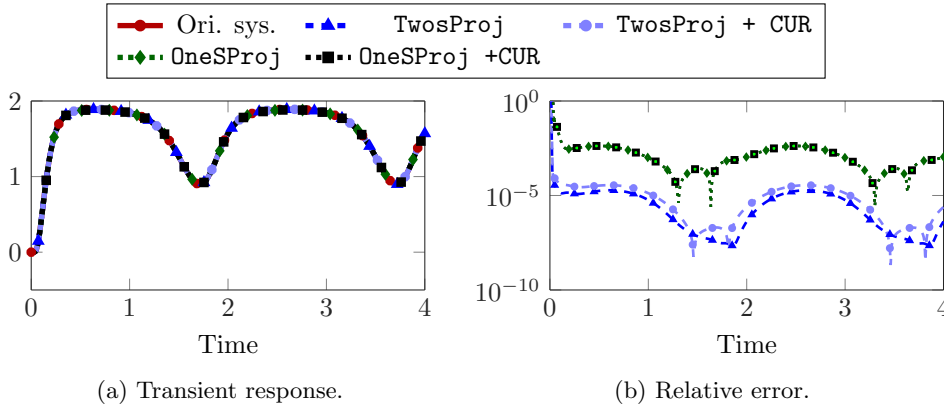 Ori. sys. TwosProj TwosProj + CUR
OneSProj OneSProj +CUR
2
1
0
0 1 2 3 4
Time
10^0
10^−5
10^−10
0 1 2 3 4
Time
(a) Transient response.
(b) Relative error.